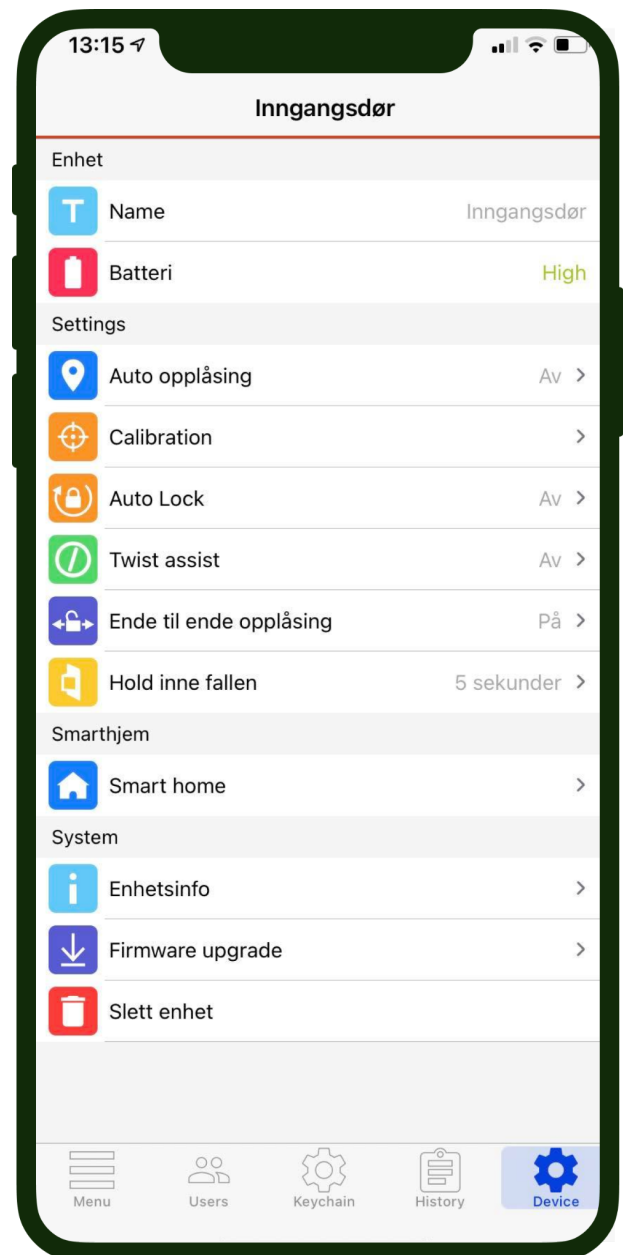 13:15
Inngangsdør
Enhet
T Name Inngangsdør
Batteri High
Settings
Auto opplåsing Av
Calibration
Auto Lock Av
Twist assist Av
Ende til ende opplåsing På
Hold inne fallen 5 sekunder
Smarthjem
Smart home
System
i Enhetsinfo
Firmware upgrade
Slett enhet
Menu Users Keychain History Device